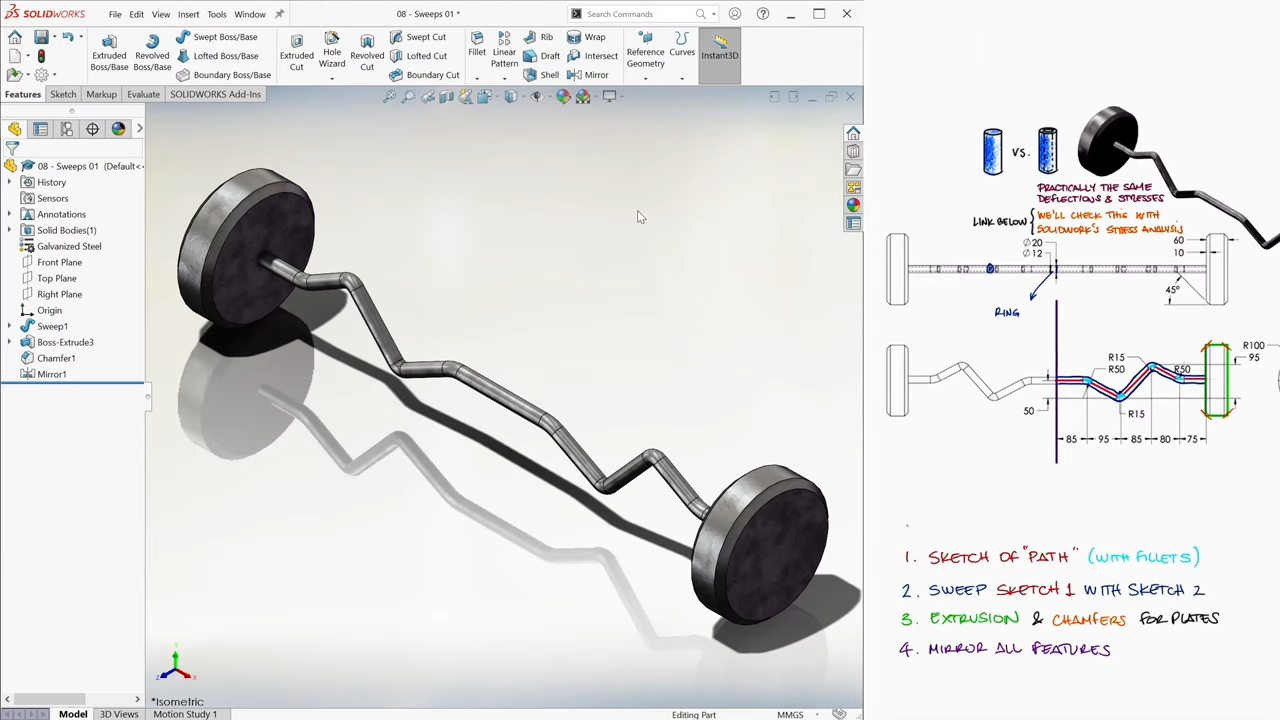 SOLIDWORKS
File Edit View Insert Tools Window
08 - Sweeps 01 *
Search Commands
Extruded Boss/Base
Revolved Boss/Base
Swept Boss/Base
Lofted Boss/Base
Boundary Boss/Base
Extruded Cut
Hole Wizard
Revolved Cut
Swept Cut
Lofted Cut
Boundary Cut
Fillet
Linear Pattern
Rib
Draft
Shell
Wrap
Intersect
Mirror
Reference Geometry
Curves
Instant3D
Features Sketch Markup Evaluate SOLIDWORKS Add-Ins
08 - Sweeps 01 (Default<
History
Sensors
Annotations
Solid Bodies(1)
Galvanized Steel
Front Plane
Top Plane
Right Plane
Origin
Sweep1
Boss-Extrude3
Chamfer1
Mirror1
Y
Z
X
*Isometric
Model 3D Views Motion Study 1
Editing Part
MMGS
VS.
PRACTICALLY THE SAME
DEFLECTIONS & STRESSES
LINK BELOW
WE'LL CHECK THIS WITH
SOLIDWORK'S STRESS ANALYSIS
Ø20
Ø12
60
10
45°
RING
R15
R50
R50
R100
95
50
R15
85 95 85 80 75
1. SKETCH OF "PATH" (WITH FILLETS)
2. SWEEP SKETCH 1 WITH SKETCH 2
3. EXTRUSION & CHAMFERS FOR PLATES
4. MIRROR ALL FEATURES